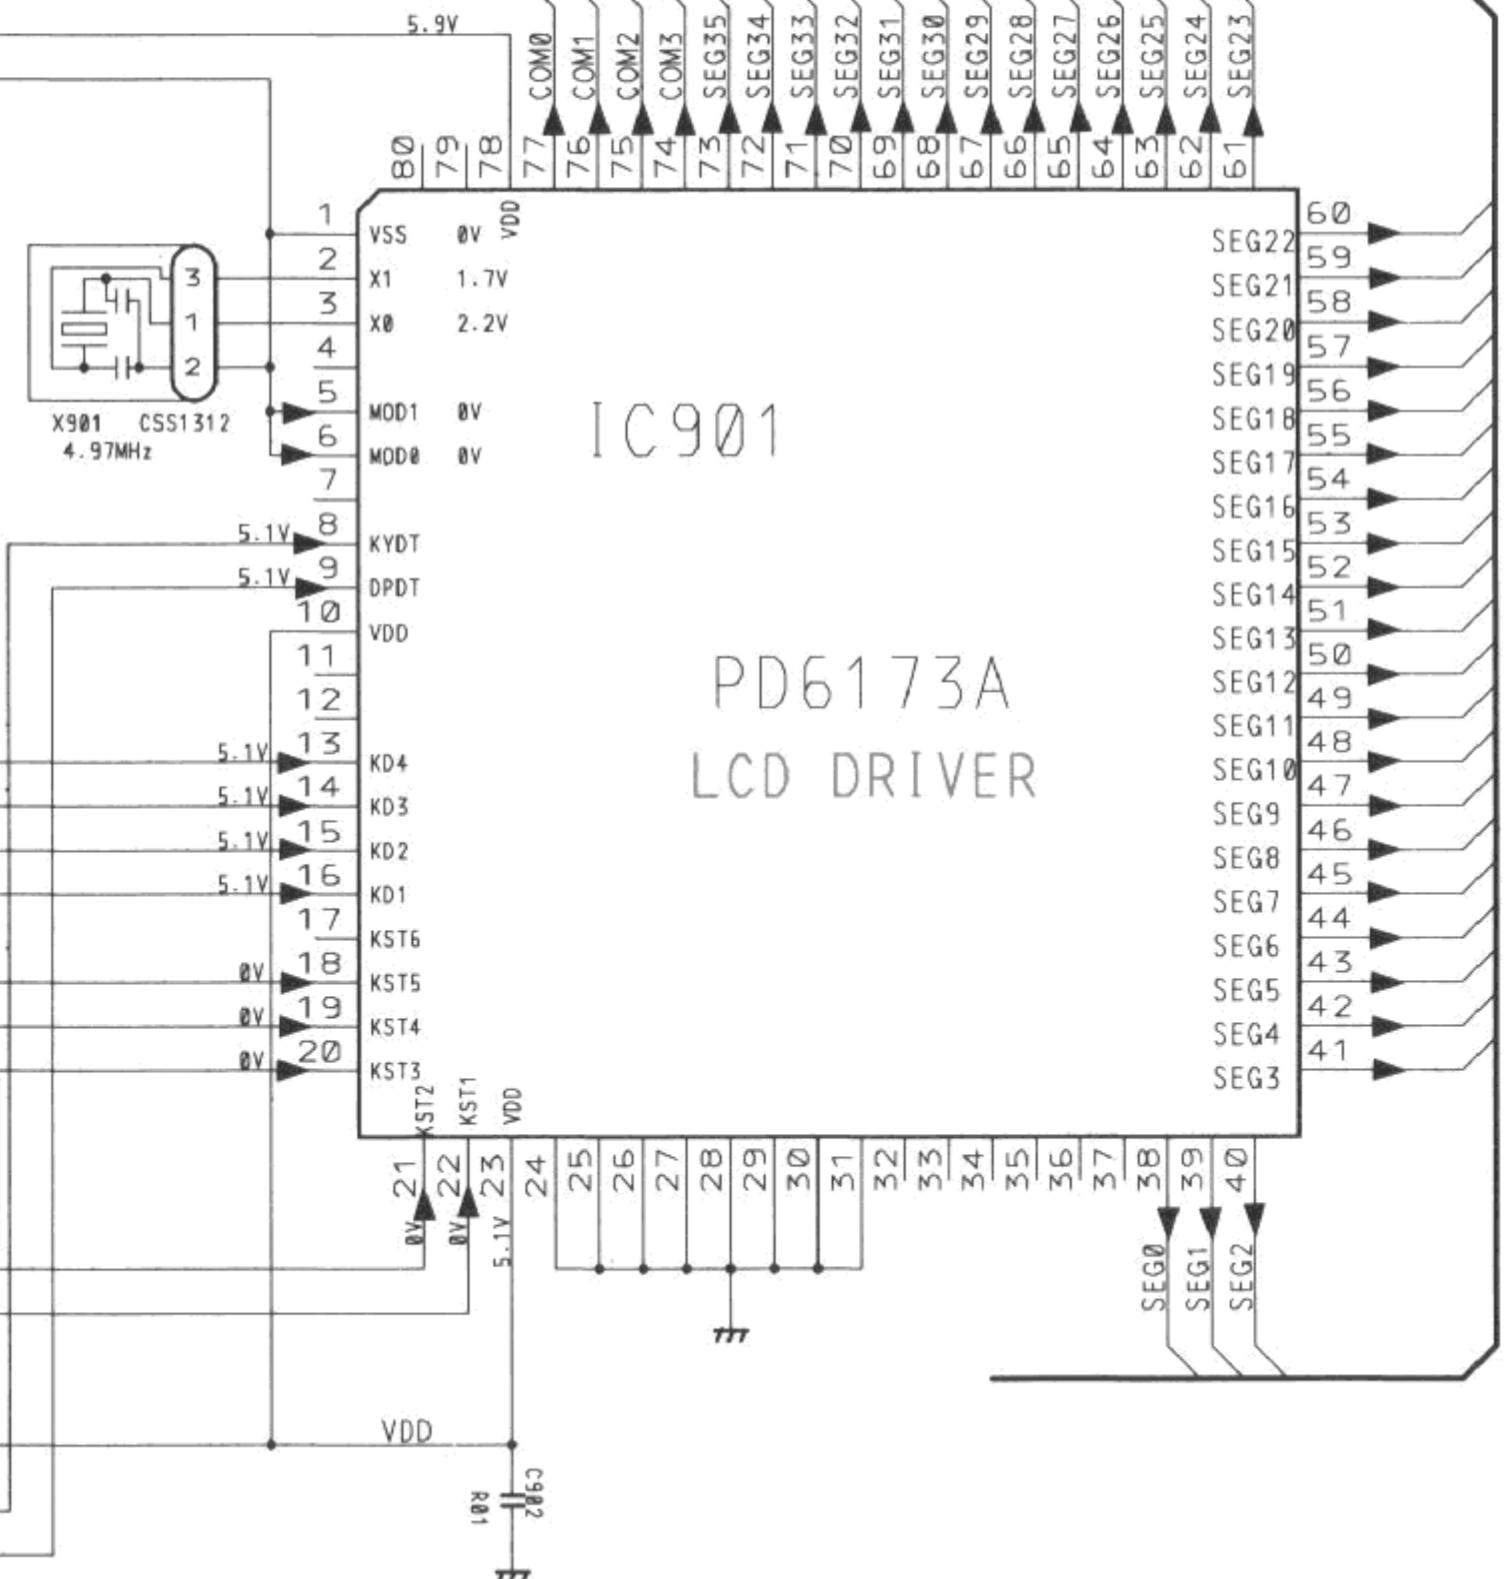 5.9V
COM0
COM1
COM2
COM3
SEG35
SEG34
SEG33
SEG32
SEG31
SEG30
SEG29
SEG28
SEG27
SEG26
SEG25
SEG24
SEG23
80
79
78
77
76
75
74
73
72
71
70
69
68
67
66
65
64
63
62
61
VDD
1 VSS 0V
2 X1 1.7V
3 X0 2.2V
4
5 MOD1 0V
6 MOD0 0V
7
5.1V 8 KYDT
5.1V 9 DPDT
10 VDD
11
12
5.1V 13 KD4
5.1V 14 KD3
5.1V 15 KD2
5.1V 16 KD1
17 KST6
0V 18 KST5
0V 19 KST4
0V 20 KST3
3
1
2
X901 CSS1312
4.97MHz
IC901
PD6173A
LCD DRIVER
SEG22 60
SEG21 59
SEG20 58
SEG19 57
SEG18 56
SEG17 55
SEG16 54
SEG15 53
SEG14 52
SEG13 51
SEG12 50
SEG11 49
SEG10 48
SEG9 47
SEG8 46
SEG7 45
SEG6 44
SEG5 43
SEG4 42
SEG3 41
KST2
KST1
VDD
21
22
23
24
25
26
27
28
29
30
31
32
33
34
35
36
37
38
39
40
0V
0V
5.1V
SEG0
SEG1
SEG2
VDD
C902
R01